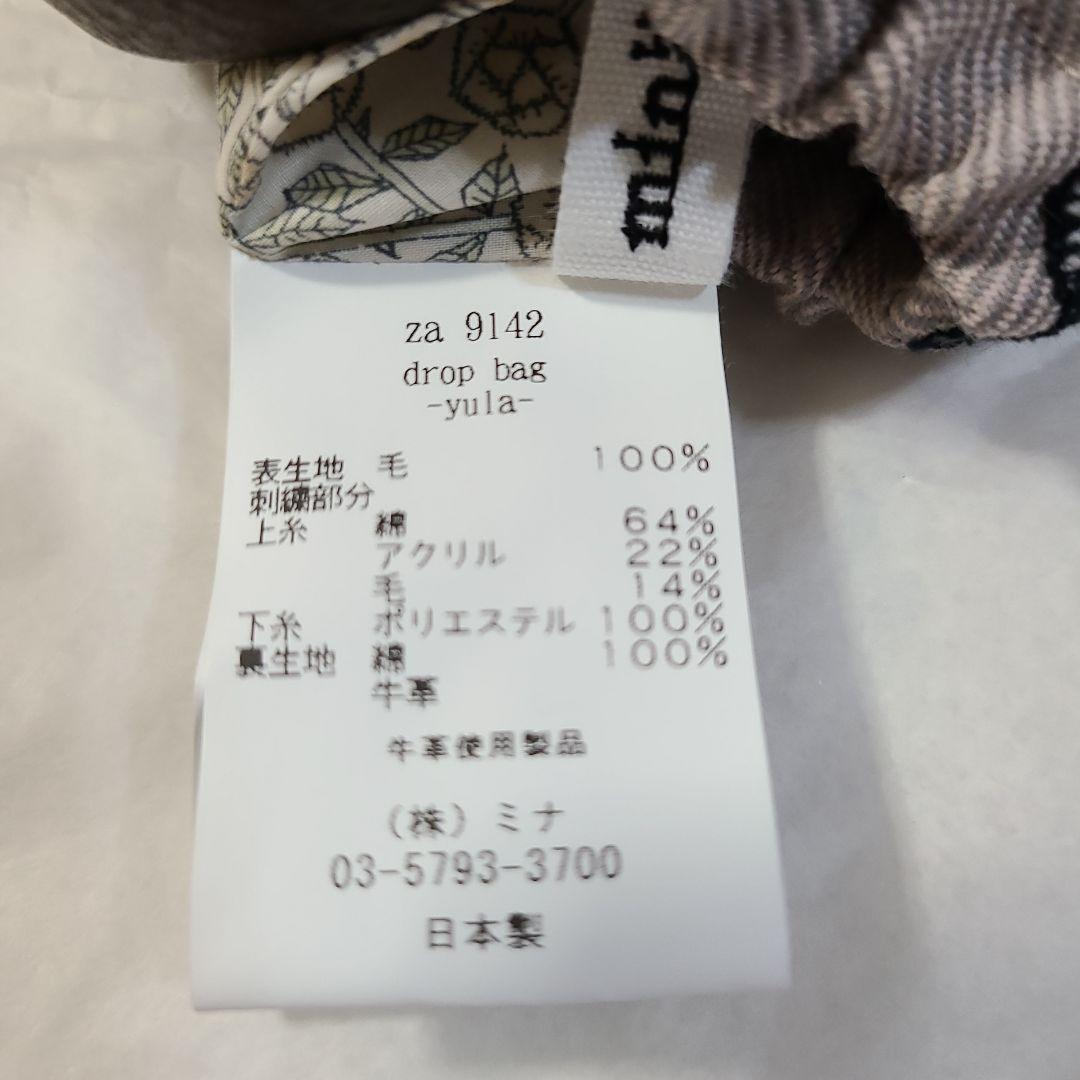 za 9142
drop bag
-yula-
表生地 毛 100%
刺繍部分
上糸 綿 64%
アクリル 22%
毛 14%
下糸 ポリエステル 100%
裏生地 綿 100%
牛革
牛革使用製品
(株) ミナ
03-5793-3700
日本製